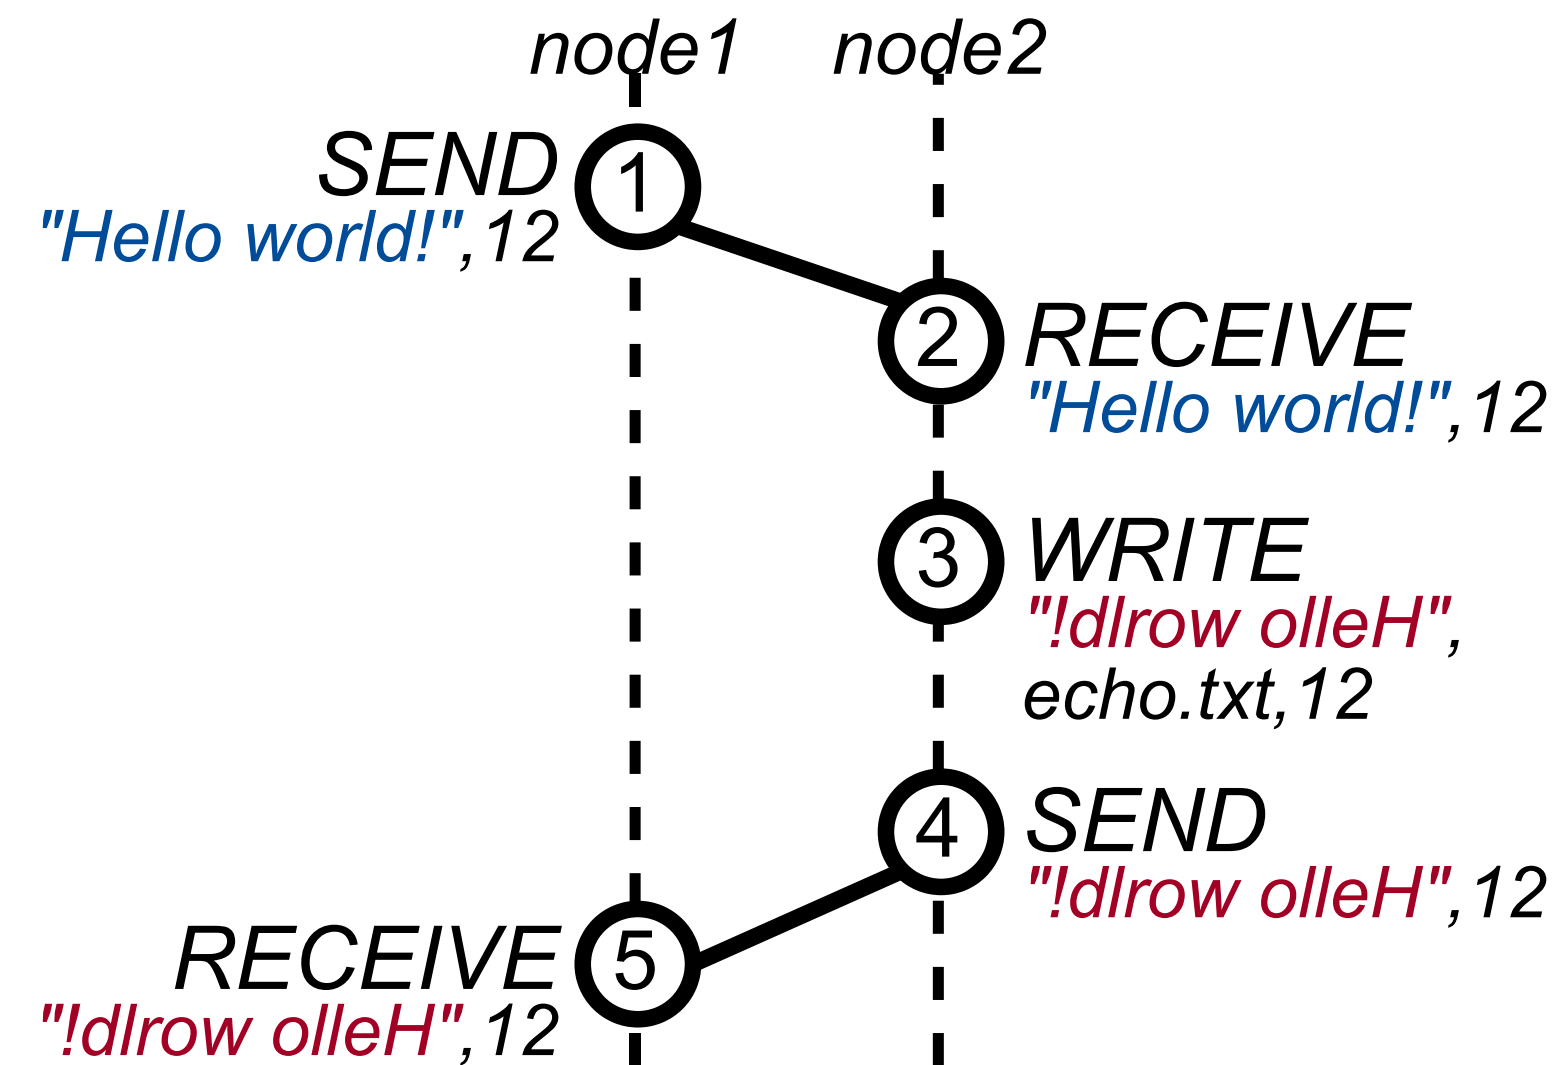 node1 node2
SEND
1
"Hello world!",12
2
RECEIVE
"Hello world!",12
3
WRITE
"!dlrow olleH",
echo.txt,12
4
SEND
"!dlrow olleH",12
RECEIVE
5
"!dlrow olleH",12